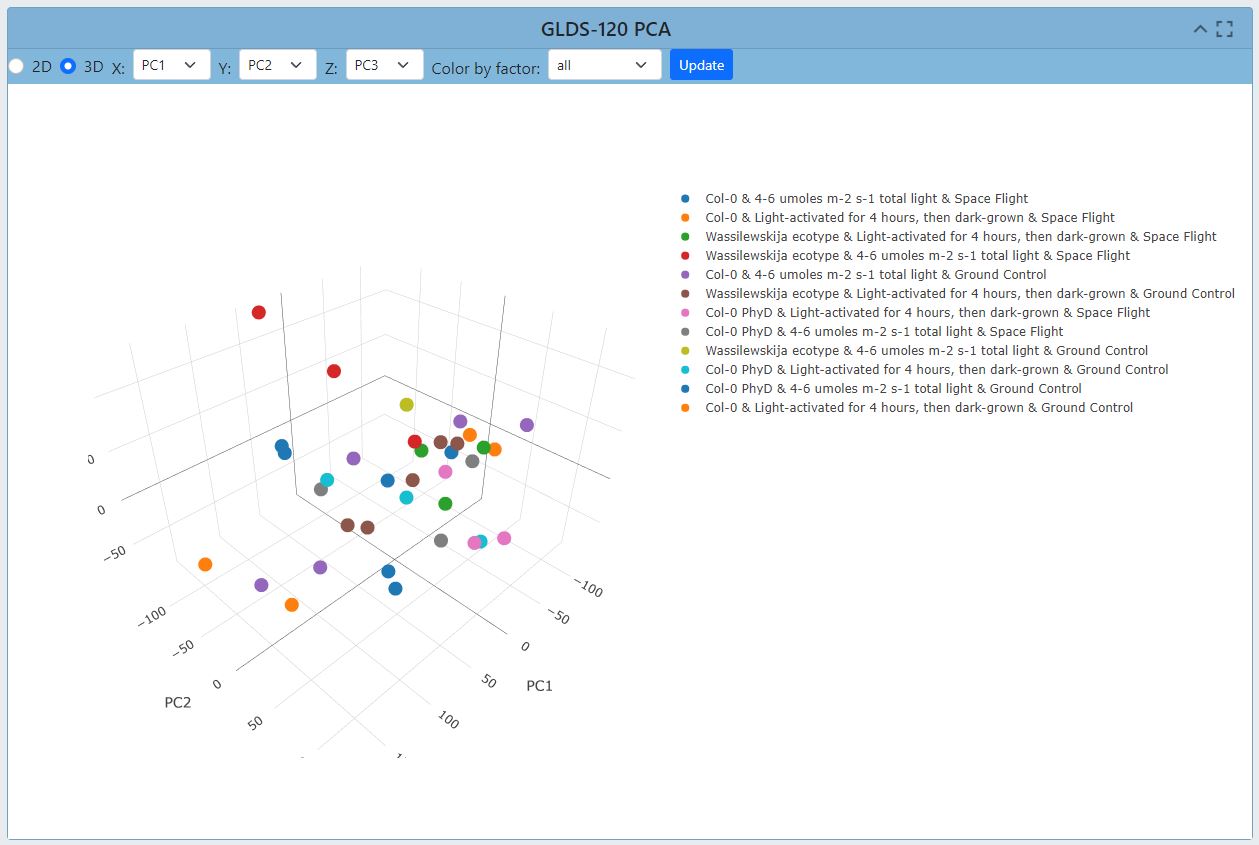 GLDS-120 PCA
2D 3D X: PC1 Y: PC2 Z: PC3 Color by factor: all Update
Col-0 & 4-6 umoles m-2 s-1 total light & Space Flight
Col-0 & Light-activated for 4 hours, then dark-grown & Space Flight
Wassilewskija ecotype & Light-activated for 4 hours, then dark-grown & Space Flight
Wassilewskija ecotype & 4-6 umoles m-2 s-1 total light & Space Flight
Col-0 & 4-6 umoles m-2 s-1 total light & Ground Control
Wassilewskija ecotype & Light-activated for 4 hours, then dark-grown & Ground Control
Col-0 PhyD & Light-activated for 4 hours, then dark-grown & Space Flight
Col-0 PhyD & 4-6 umoles m-2 s-1 total light & Space Flight
Wassilewskija ecotype & 4-6 umoles m-2 s-1 total light & Ground Control
Col-0 PhyD & Light-activated for 4 hours, then dark-grown & Ground Control
Col-0 PhyD & 4-6 umoles m-2 s-1 total light & Ground Control
Col-0 & Light-activated for 4 hours, then dark-grown & Ground Control
0
−50
−100
−50
0
50
PC2
−100
−50
0
50
100
PC1